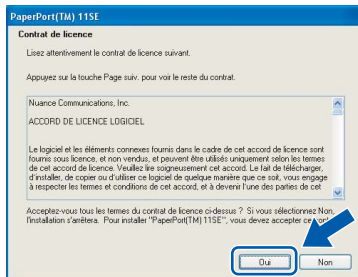 PaperPort(TM) 11SE
Contrat de licence
Lisez attentivement le contrat de licence suivant.
Appuyez sur la touche Page suiv. pour voir le reste du contrat.
Nuance Communications, Inc.
ACCORD DE LICENCE LOGICIEL
Le logiciel et les éléments connexes fournis dans le cadre de cet accord de licence sont
fournis sous licence, et non vendus, et peuvent être utilisés uniquement selon les termes
de cet accord de licence. Veuillez lire soigneusement cet accord. Le fait de télécharger,
d'installer, de copier ou d'utiliser ce logiciel de quelque manière que ce soit, vous engage
à respecter les termes et conditions de cet accord, et à devenir l'une des parties de cet
Acceptez-vous tous les termes du contrat de licence ci-dessus ? Si vous sélectionnez Non,
l'installation s'arrêtera. Pour installer "PaperPort(TM) 11SE", vous devez accepter ce
Oui
Non